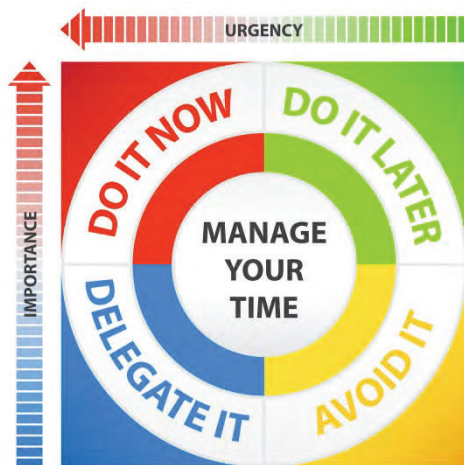 URGENCY
IMPORTANCE
DO IT NOW
DO IT LATER
MANAGE
YOUR
TIME
DELEGATE IT
AVOID IT